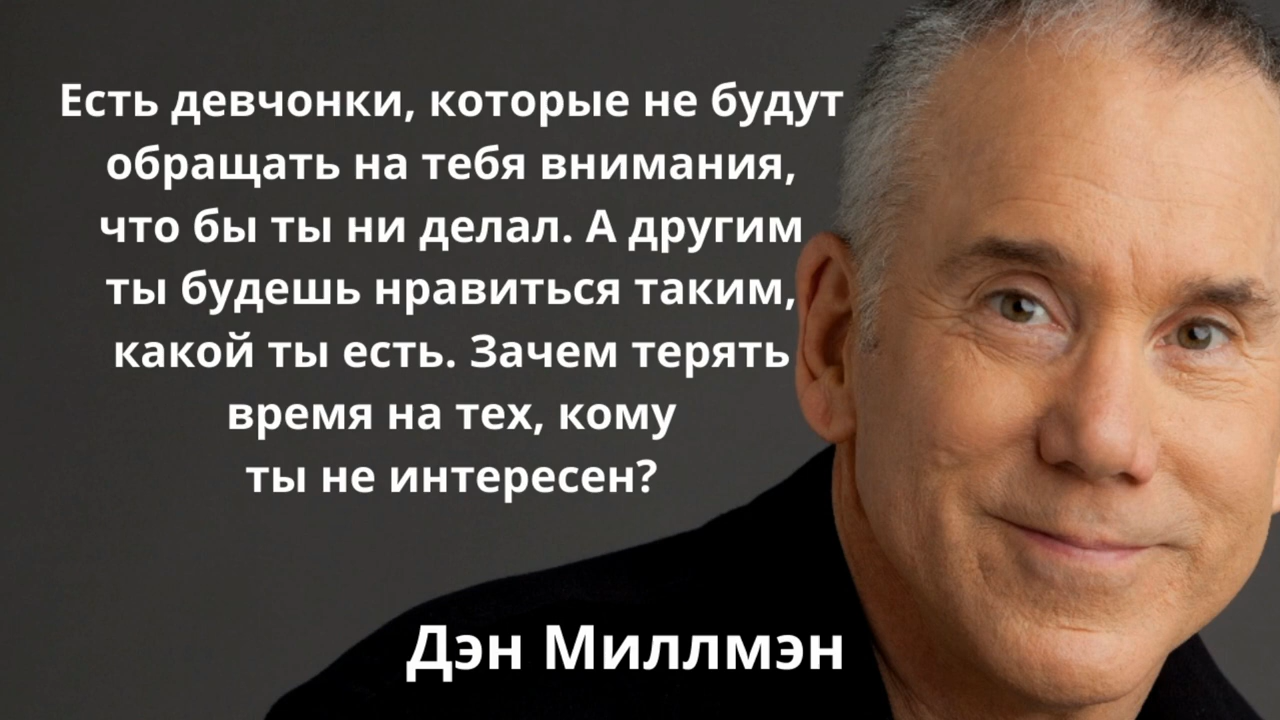 Есть девчонки, которые не будут
обращать на тебя внимания,
что бы ты ни делал. А другим
ты будешь нравиться таким,
какой ты есть. Зачем терять
время на тех, кому
ты не интересен?
Дэн Миллмэн